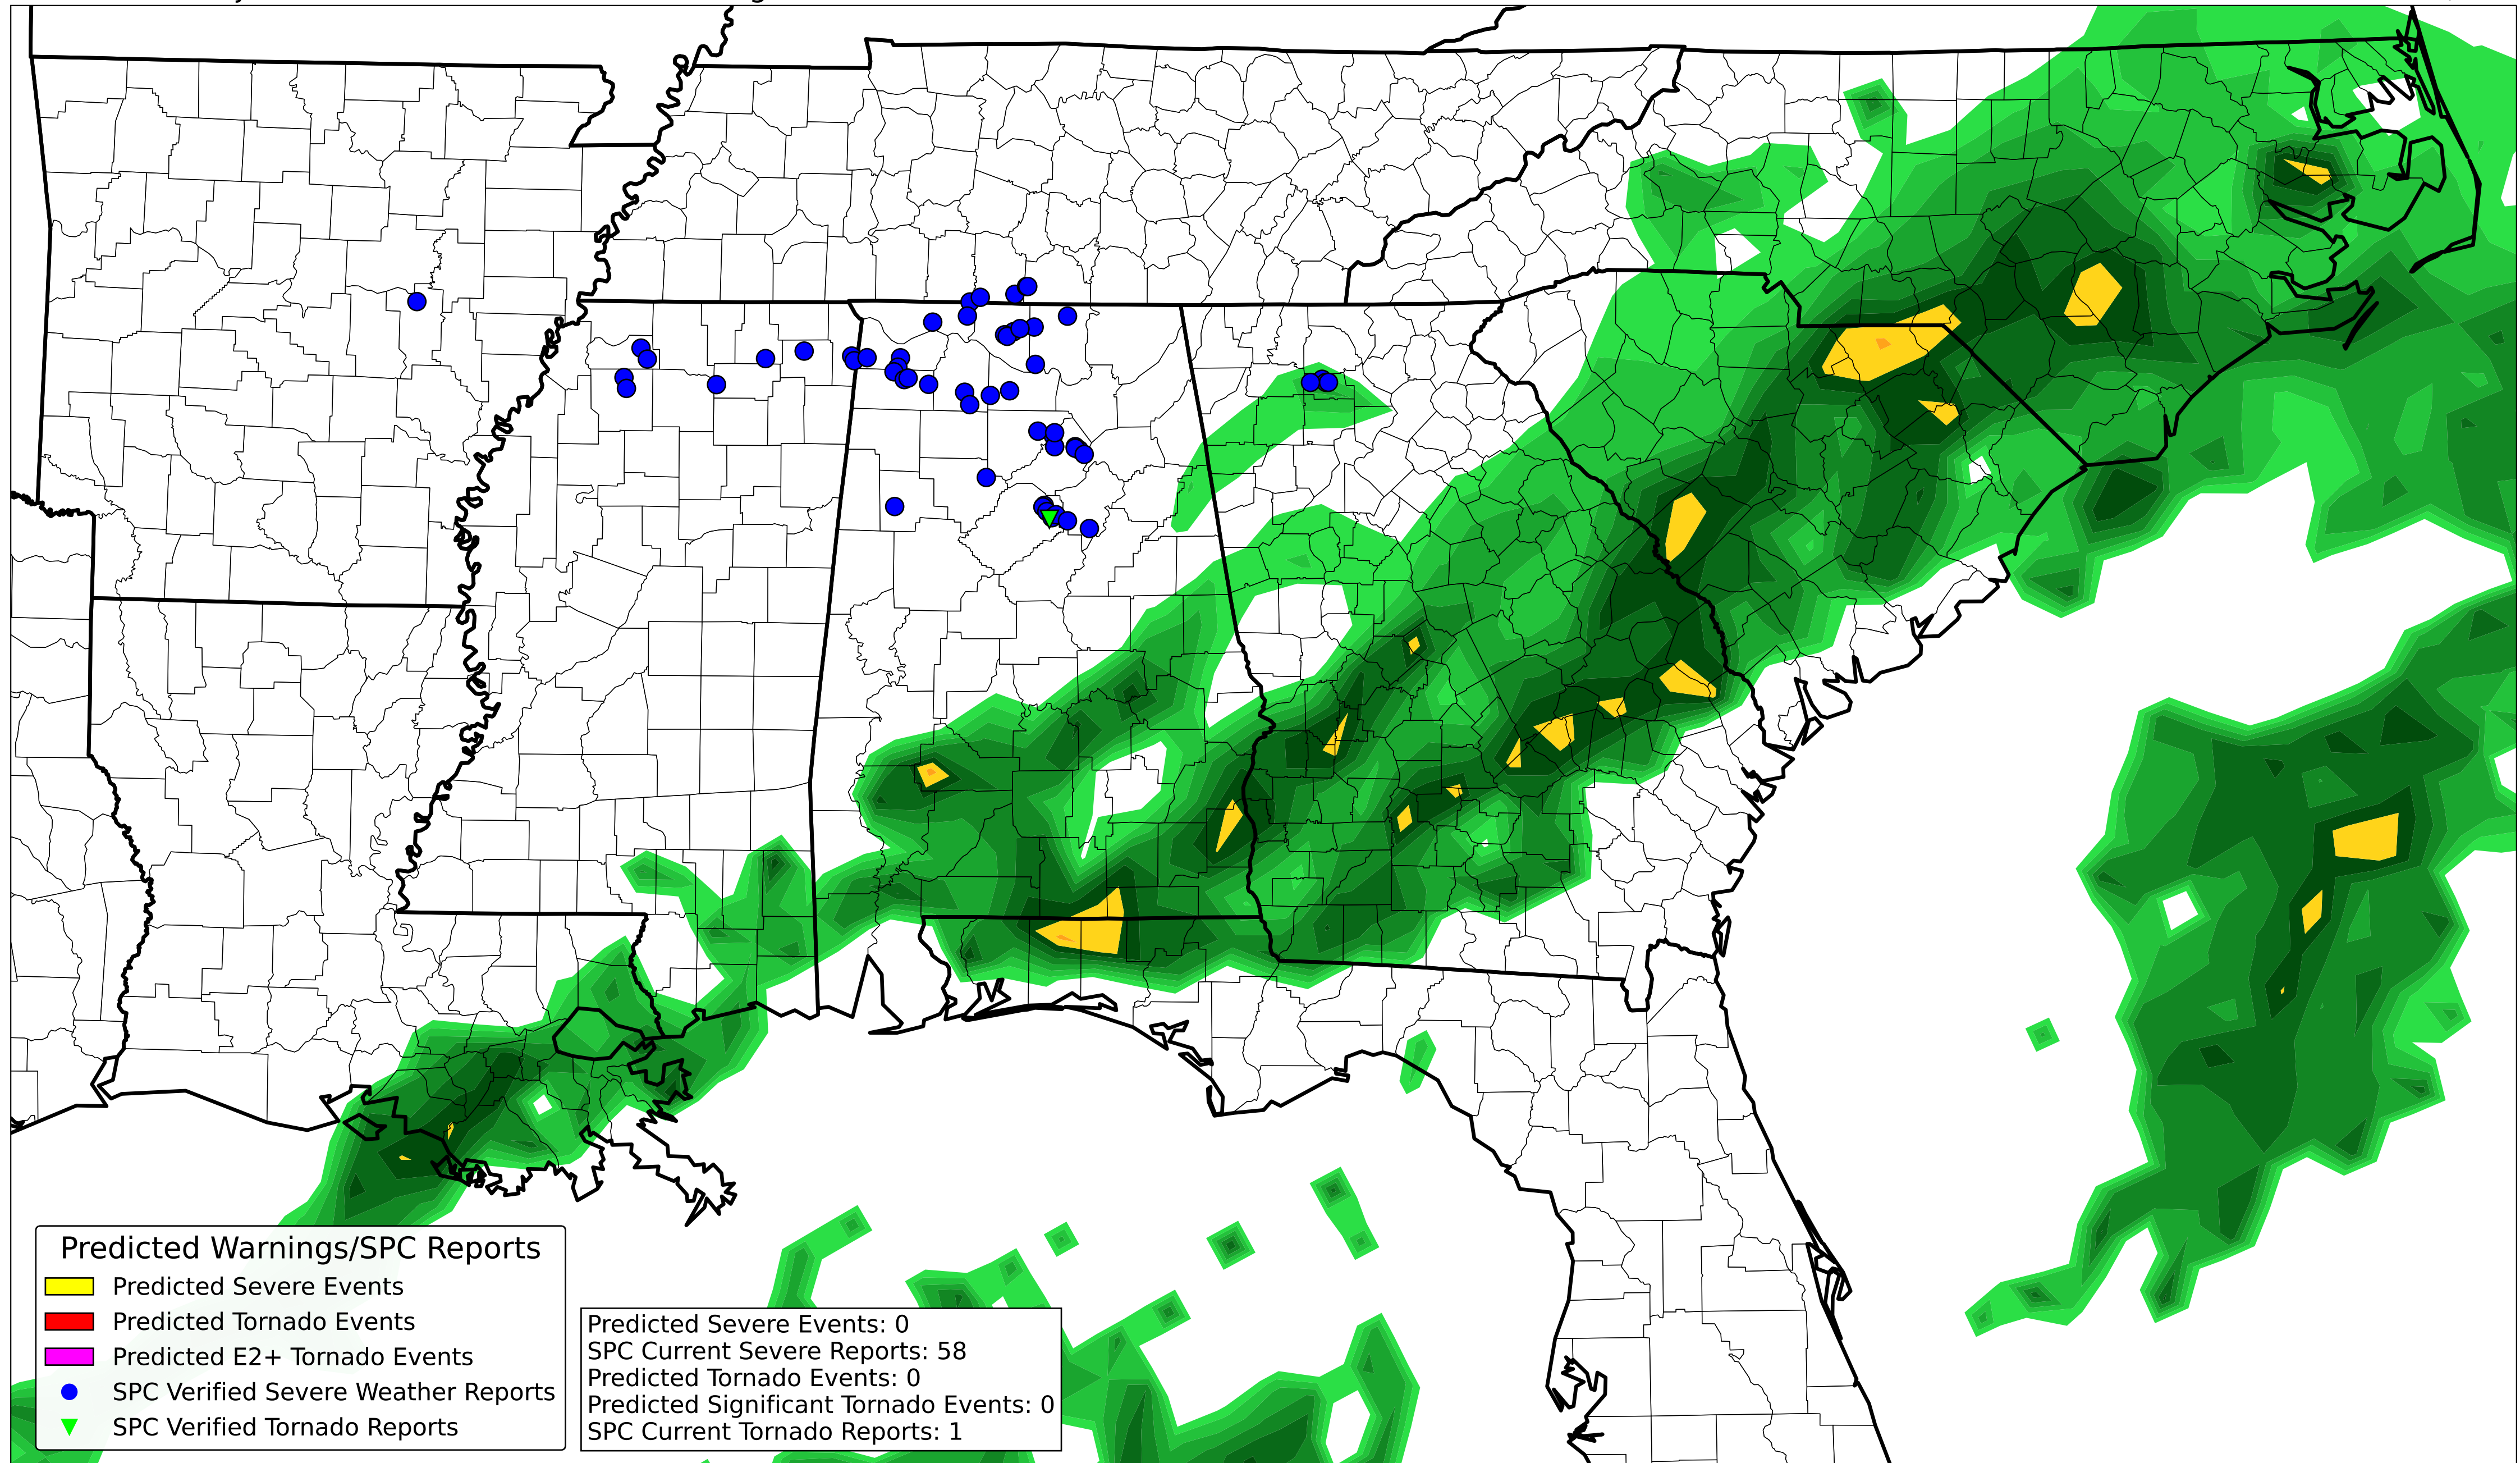 Predicted Warnings/SPC Reports
Predicted Severe Events
Predicted Tornado Events
Predicted E2+ Tornado Events
SPC Verified Severe Weather Reports
SPC Verified Tornado Reports
Predicted Severe Events: 0
SPC Current Severe Reports: 58
Predicted Tornado Events: 0
Predicted Significant Tornado Events: 0
SPC Current Tornado Reports: 1